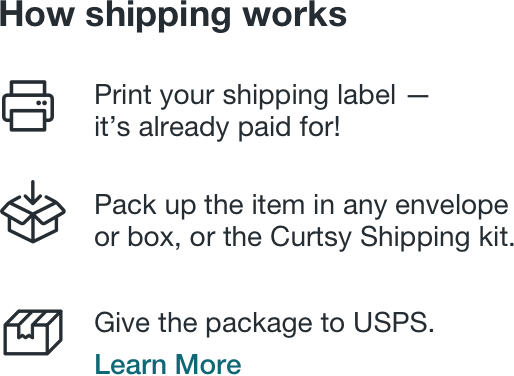 How shipping works
Print your shipping label —
it’s already paid for!
Pack up the item in any envelope
or box, or the Curtsy Shipping kit.
Give the package to USPS.
Learn More